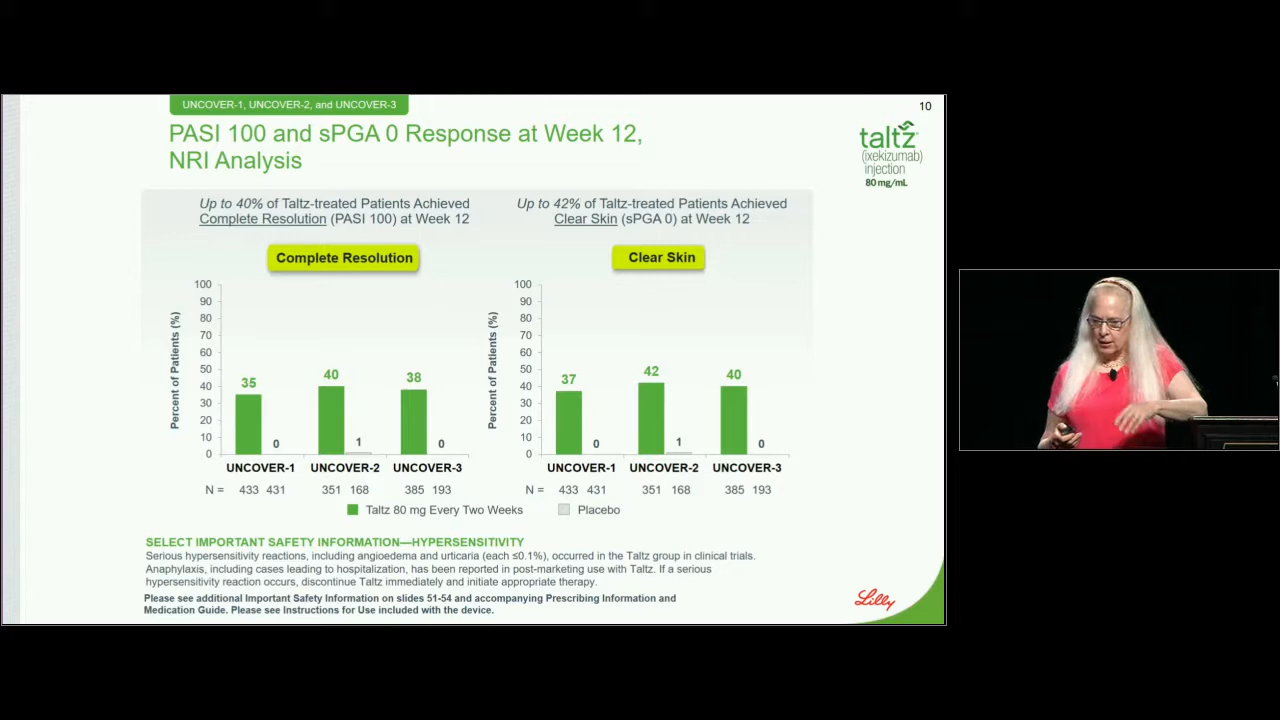 UNCOVER-1, UNCOVER-2, and UNCOVER-3
10
PASI 100 and sPGA 0 Response at Week 12,
NRI Analysis
taltz
(ixekizumab)
injection
80 mg/mL
Up to 40% of Taltz-treated Patients Achieved
Complete Resolution (PASI 100) at Week 12
Complete Resolution
Percent of Patients (%)
100
90
80
70
60
50
40
30
20
10
0
35
0
40
1
38
0
UNCOVER-1 UNCOVER-2 UNCOVER-3
N = 433 431 351 168 385 193
Up to 42% of Taltz-treated Patients Achieved
Clear Skin (sPGA 0) at Week 12
Clear Skin
Percent of Patients (%)
100
90
80
70
60
50
40
30
20
10
0
37
0
42
1
40
0
UNCOVER-1 UNCOVER-2 UNCOVER-3
N = 433 431 351 168 385 193
Taltz 80 mg Every Two Weeks Placebo
SELECT IMPORTANT SAFETY INFORMATION—HYPERSENSITIVITY
Serious hypersensitivity reactions, including angioedema and urticaria (each ≤0.1%), occurred in the Taltz group in clinical trials.
Anaphylaxis, including cases leading to hospitalization, has been reported in post-marketing use with Taltz. If a serious
hypersensitivity reaction occurs, discontinue Taltz immediately and initiate appropriate therapy.
Please see additional Important Safety Information on slides 51-54 and accompanying Prescribing Information and
Medication Guide. Please see Instructions for Use included with the device.
Lilly